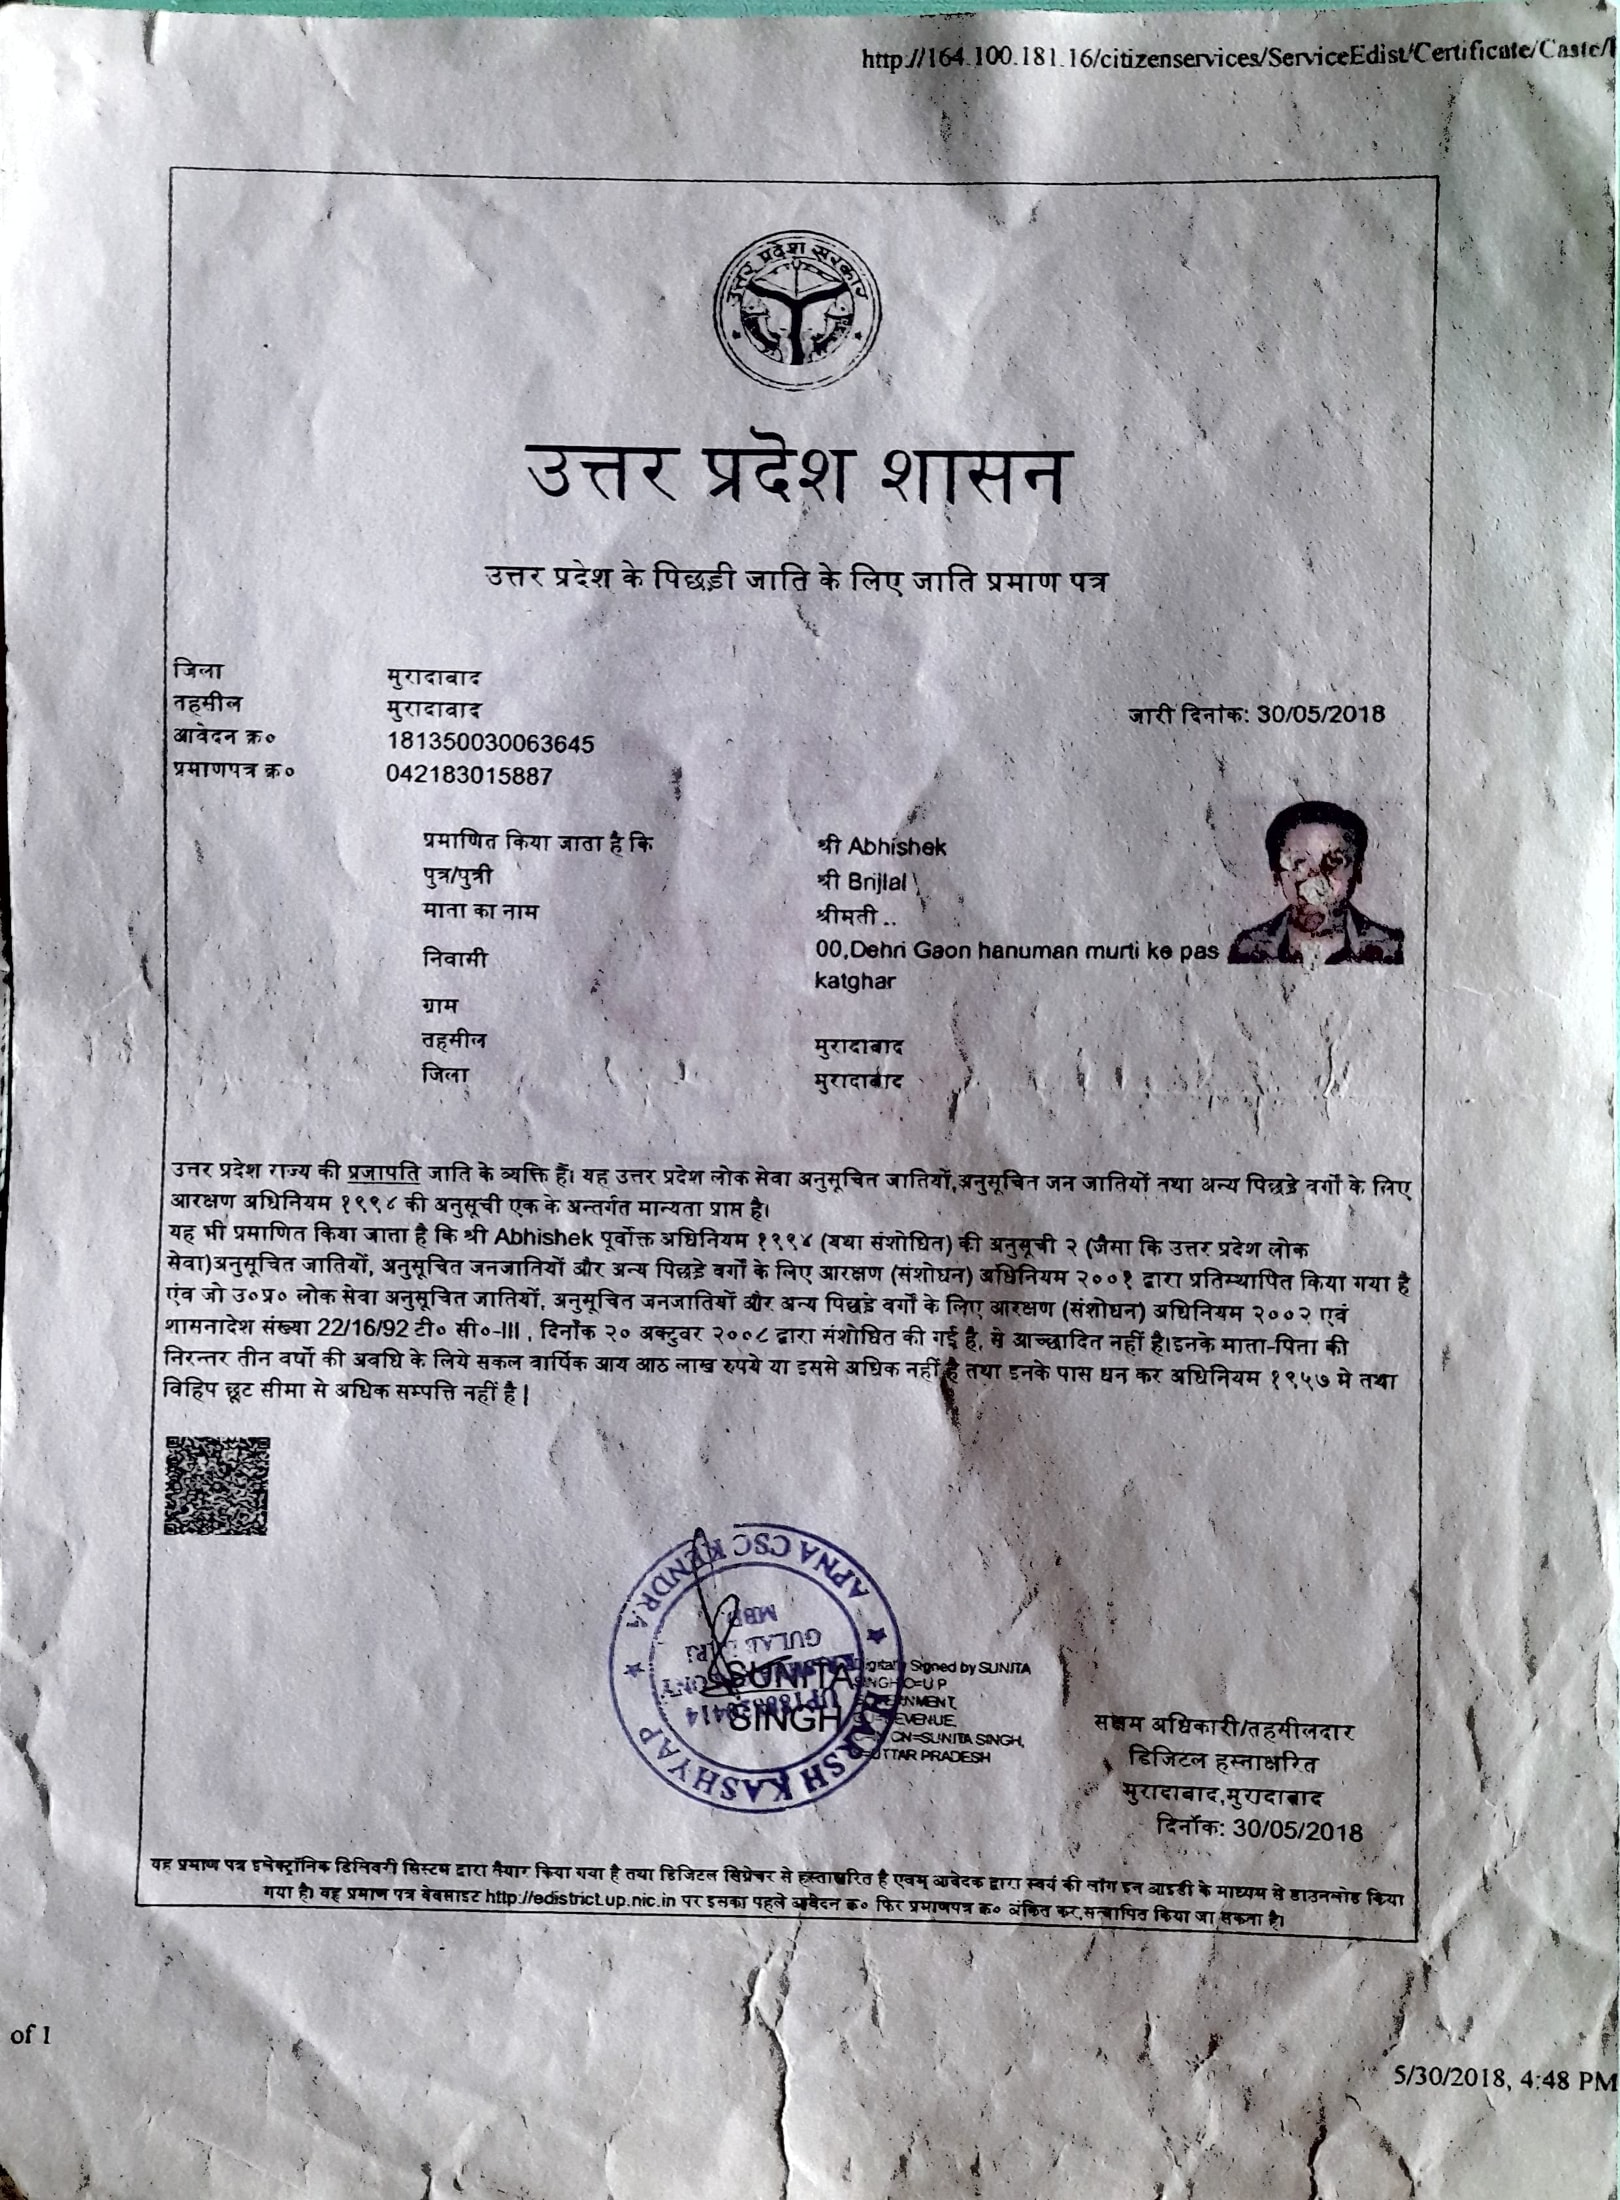 http://164.100.181.16/citizenservices/ServiceEdist/Certificate/Caste/
उत्तर प्रदेश सरकार
उत्तर प्रदेश शासन
उत्तर प्रदेश के पिछड़ी जाति के लिए जाति प्रमाण पत्र
जिला मुरादाबाद
तहसील मुरादाबाद
जारी दिनांक: 30/05/2018
आवेदन क्र० 181350030063645
प्रमाणपत्र क्र० 042183015887
प्रमाणित किया जाता है कि श्री Abhishek
पुत्र/पुत्री श्री Brijlal
माता का नाम श्रीमती ..
निवासी 00,Dehri Gaon hanuman murti ke pas
katghar
ग्राम
तहसील मुरादाबाद
जिला मुरादाबाद
उत्तर प्रदेश राज्य की प्रजापति जाति के व्यक्ति हैं। यह उत्तर प्रदेश लोक सेवा अनुसूचित जातियों,अनुसूचित जन जातियों तथा अन्य पिछड़े वर्गों के लिए
आरक्षण अधिनियम १९९४ की अनुसूची एक के अन्तर्गत मान्यता प्राप्त है।
यह भी प्रमाणित किया जाता है कि श्री Abhishek पूर्वोक्त अधिनियम १९९४ (यथा संशोधित) की अनुसूची २ (जैसा कि उत्तर प्रदेश लोक
सेवा)अनुसूचित जातियों, अनुसूचित जनजातियों और अन्य पिछड़े वर्गों के लिए आरक्षण (संशोधन) अधिनियम २००१ द्वारा प्रतिस्थापित किया गया है
एंव जो उ०प्र० लोक सेवा अनुसूचित जातियों, अनुसूचित जनजातियों और अन्य पिछड़े वर्गों के लिए आरक्षण (संशोधन) अधिनियम २००२ एवं
शासनादेश संख्या 22/16/92 टी० सी०-III , दिनाँक २० अक्टुवर २००८ द्वारा संशोधित की गई है, से आच्छादित नहीं है।इनके माता-पिता की
निरन्तर तीन वर्षो की अवधि के लिये सकल वार्षिक आय आठ लाख रुपये या इससे अधिक नहीं है तथा इनके पास धन कर अधिनियम १९५७ मे तथा
विहिप छूट सीमा से अधिक सम्पत्ति नहीं है |
APNA CSC KENDRA
MBD
SUNITA
SINGH
KASHYAP
Signed by SUNITA
SINGH O=U P
GOVERNMENT,
REVENUE,
CN=SUNITA SINGH,
UTTAR PRADESH
सक्षम अधिकारी/तहसीलदार
डिजिटल हस्ताक्षरित
मुरादाबाद,मुरादाबाद
दिनॉक: 30/05/2018
यह प्रमाण पत्र इलेक्ट्रॉनिक डिलिवरी सिस्टम द्वारा तैयार किया गया है तथा डिजिटल सिग्नेचर से हस्ताक्षरित है एवम् आवेदक द्वारा स्वयं की लॉग इन आइडी के माध्यम से डाउनलोड किया
गया है। यह प्रमाण पत्र वेबसाइट http://edistrict.up.nic.in पर इसका पहले आवेदन क्र० फिर प्रमाणपत्र क्र० अंकित कर,सत्यापित किया जा सकता है।
of 1
5/30/2018, 4:48 PM